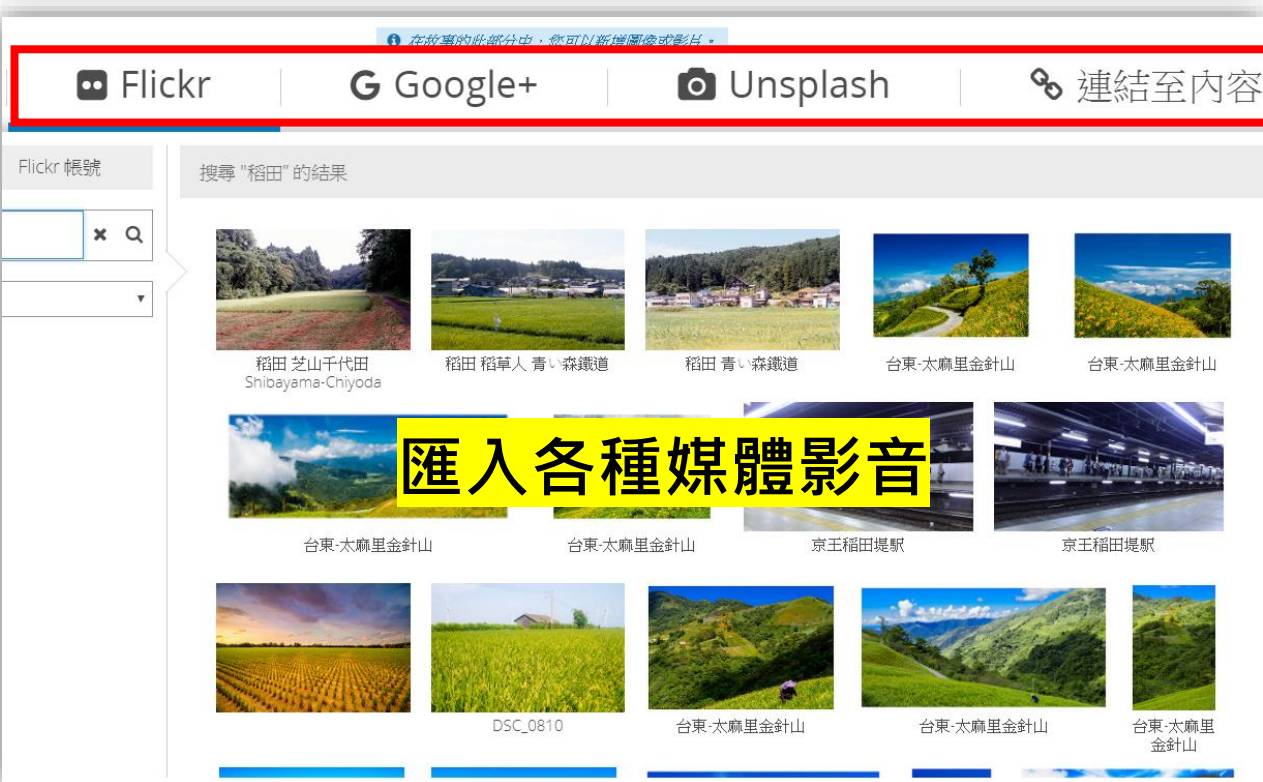 在故事的此部分中，您可以新增圖像或影片。
Flickr
Google+
Unsplash
連結至內容
Flickr 帳號
搜尋 "稻田" 的結果
稻田 芝山千代田
Shibayama-Chiyoda
稻田 稻草人 青い森鐵道
稻田 青い森鐵道
台東-太麻里金針山
台東-太麻里金針山
匯入各種媒體影音
台東-太麻里金針山
台東-太麻里金針山
京王稲田堤駅
京王稲田堤駅
DSC_0810
台東-太麻里金針山
台東-太麻里金針山
台東-太麻里
金針山